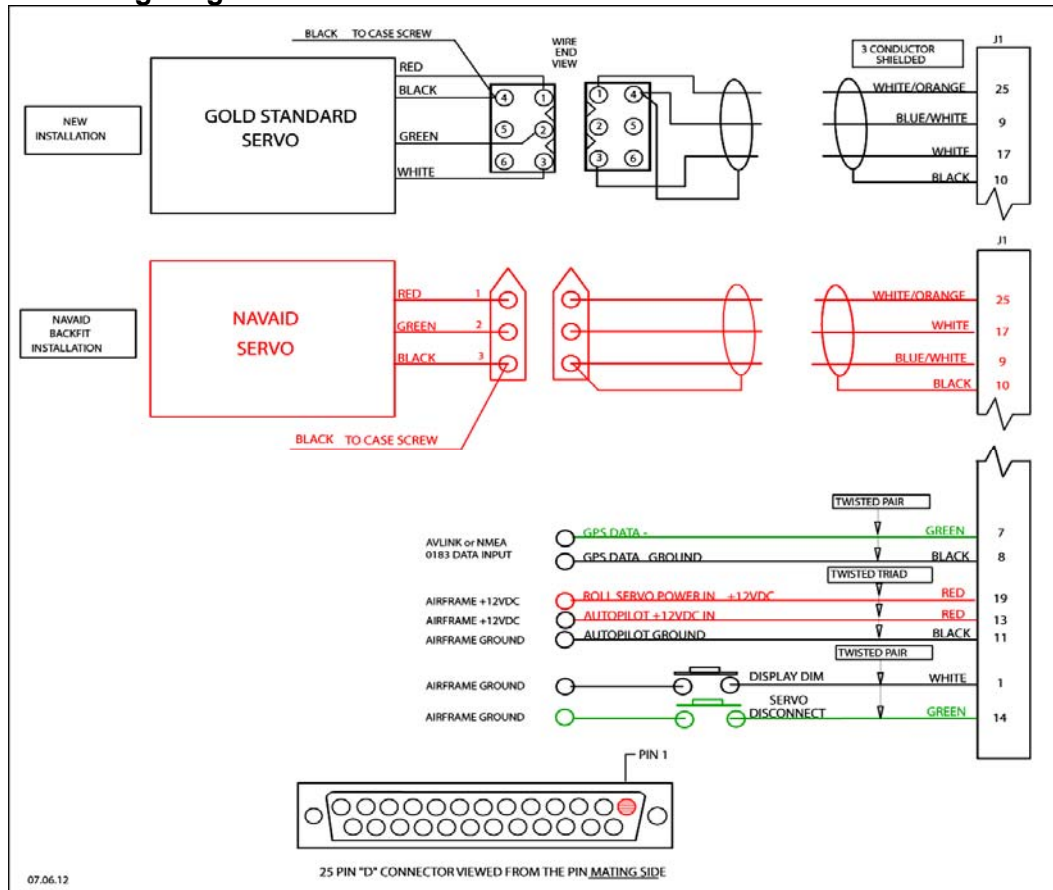 BLACK TO CASE SCREW
WIRE
END
VIEW
3 CONDUCTOR
SHIELDED
J1
NEW
INSTALLATION
GOLD STANDARD
SERVO
RED
BLACK
GREEN
WHITE
4 1
5 2
6 3
1 4
2 5
3 6
WHITE/ORANGE 25
BLUE/WHITE 9
WHITE 17
BLACK 10
J1
NAVAID
BACKFIT
INSTALLATION
NAVAID
SERVO
RED 1
GREEN 2
BLACK 3
BLACK TO CASE SCREW
WHITE/ORANGE 25
WHITE 17
BLUE/WHITE 9
BLACK 10
TWISTED PAIR
AVLINK or NMEA
0183 DATA INPUT
GPS DATA - GREEN 7
GPS DATA GROUND BLACK 8
TWISTED TRIAD
AIRFRAME +12VDC ROLL SERVO POWER IN +12VDC RED 19
AIRFRAME +12VDC AUTOPILOT +12VDC IN RED 13
AIRFRAME GROUND AUTOPILOT GROUND BLACK 11
TWISTED PAIR
AIRFRAME GROUND DISPLAY DIM WHITE 1
AIRFRAME GROUND SERVO
DISCONNECT GREEN 14
PIN 1
25 PIN "D" CONNECTOR VIEWED FROM THE PIN MATING SIDE
07.06.12